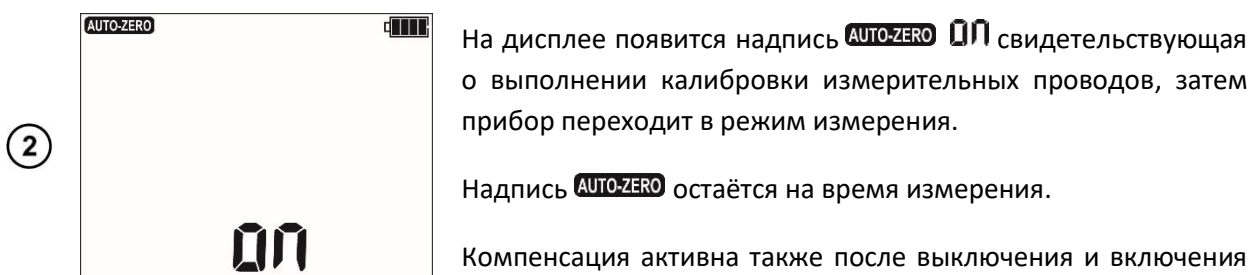 AUTO-ZERO
on
2
На дисплее появится надпись AUTO-ZERO on свидетельствующая
о выполнении калибровки измерительных проводов, затем
прибор переходит в режим измерения.
Надпись AUTO-ZERO остаётся на время измерения.
Компенсация активна также после выключения и включения